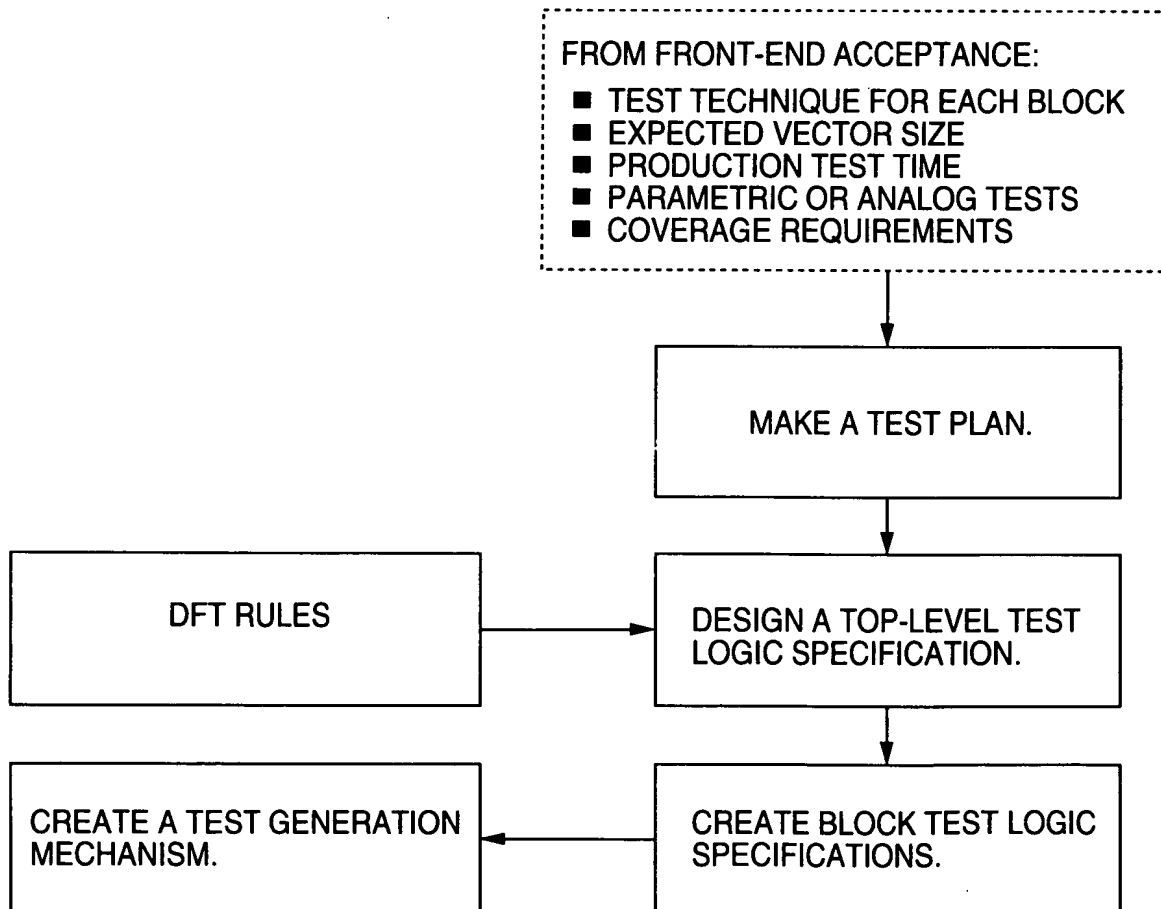 FROM FRONT-END ACCEPTANCE:
■ TEST TECHNIQUE FOR EACH BLOCK
■ EXPECTED VECTOR SIZE
■ PRODUCTION TEST TIME
■ PARAMETRIC OR ANALOG TESTS
■ COVERAGE REQUIREMENTS
MAKE A TEST PLAN.
DFT RULES
DESIGN A TOP-LEVEL TEST
LOGIC SPECIFICATION.
CREATE A TEST GENERATION
MECHANISM.
CREATE BLOCK TEST LOGIC
SPECIFICATIONS.